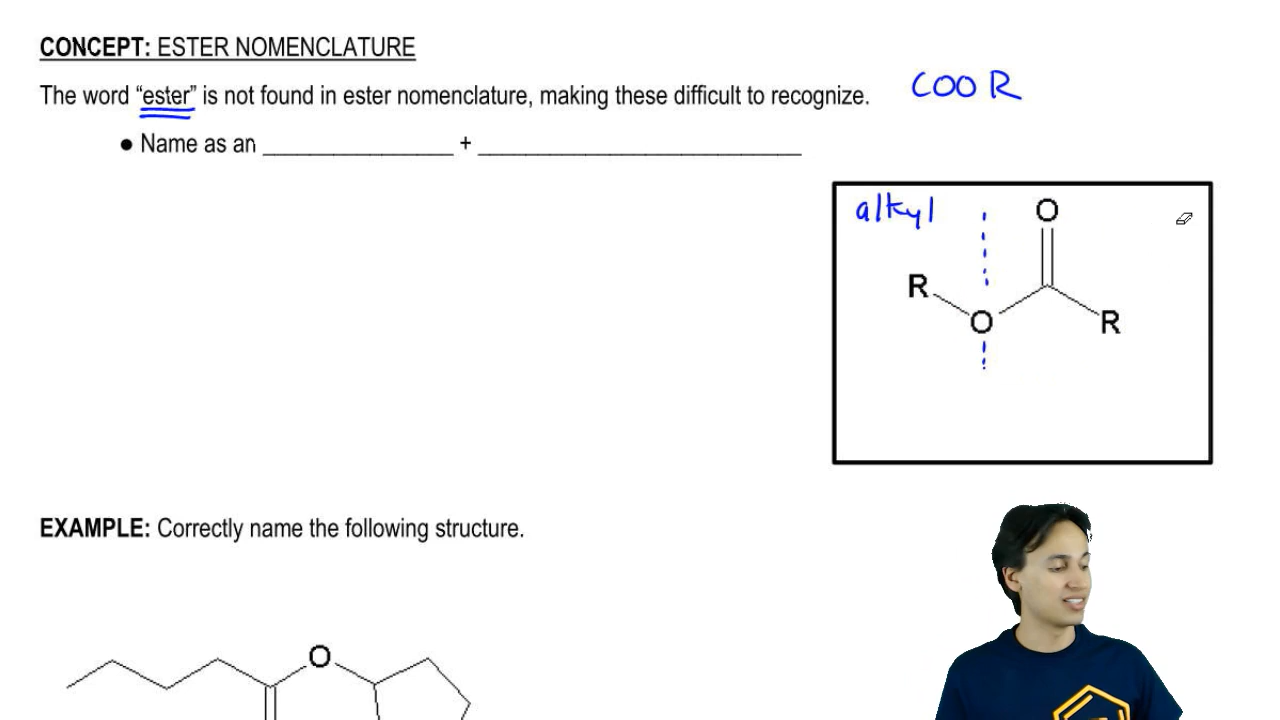 CONCEPT: ESTER NOMENCLATURE
The word “ester” is not found in ester nomenclature, making these difficult to recognize.
COOR
● Name as an ________________ + ___________________________
alkyl
O
R
O
R
EXAMPLE: Correctly name the following structure.
O